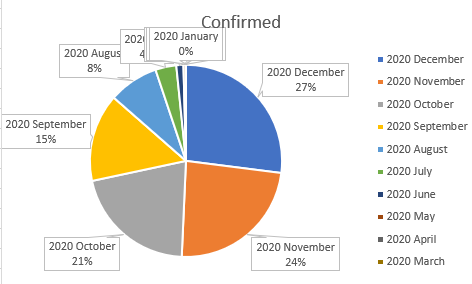 Confirmed
2020 January
0%
2020
4
2020 August
8%
2020 September
15%
2020 October
21%
2020 November
24%
2020 December
27%
2020 December
2020 November
2020 October
2020 September
2020 August
2020 July
2020 June
2020 May
2020 April
2020 March